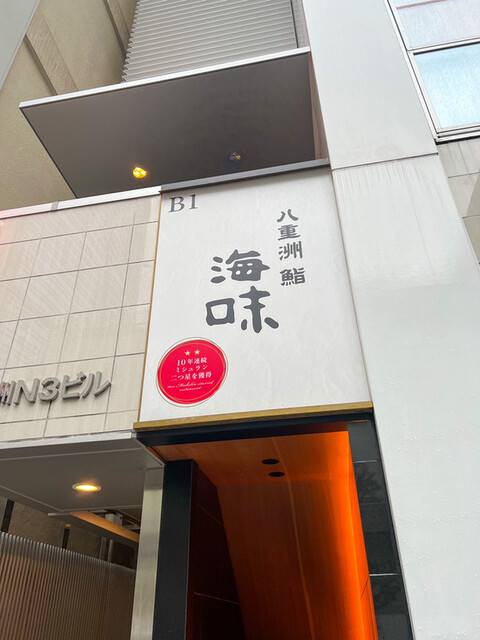 B1
八重洲鮨
海味
★★
10年連続
ミシュラン
二つ星を獲得
N3ビル